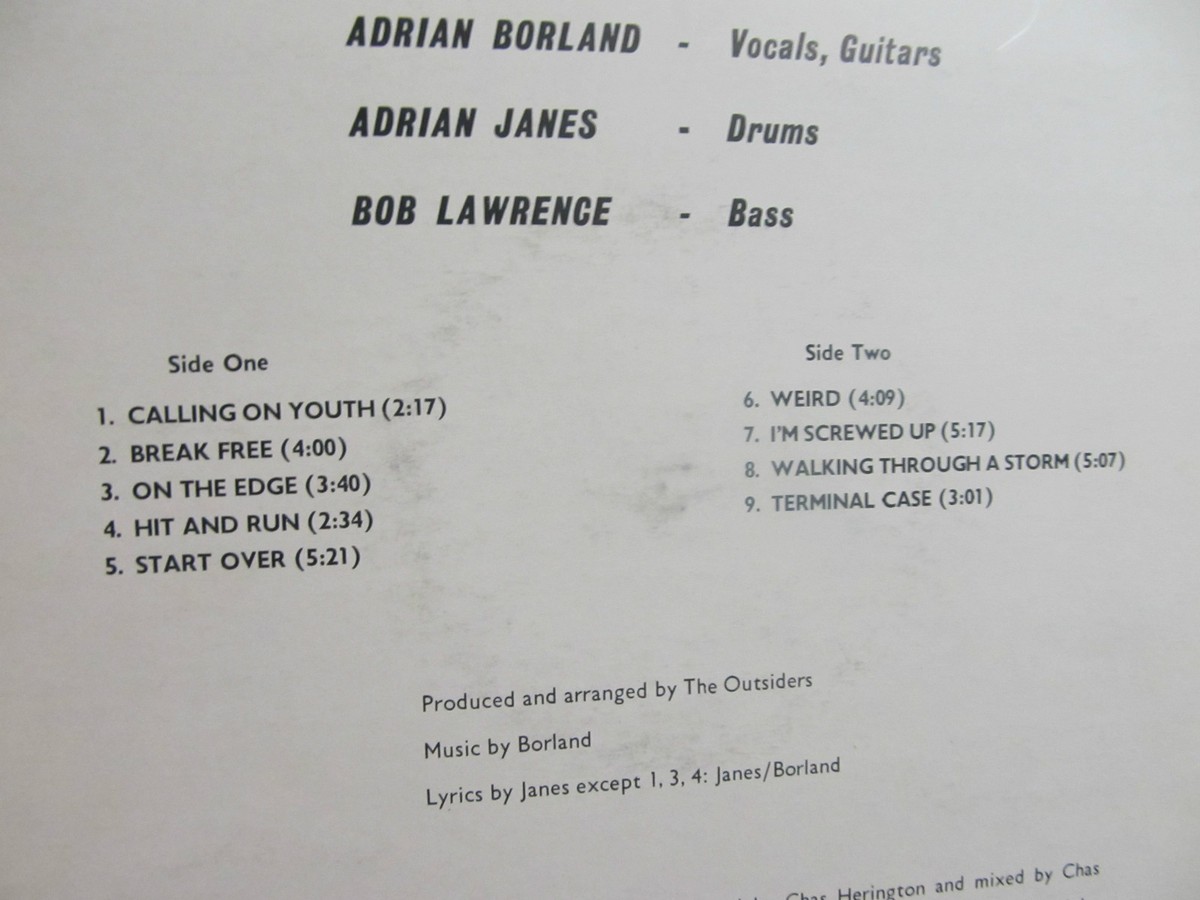 ADRIAN BORLAND - Vocals, Guitars
ADRIAN JANES - Drums
BOB LAWRENCE - Bass
Side One
1. CALLING ON YOUTH (2:17)
2. BREAK FREE (4:00)
3. ON THE EDGE (3:40)
4. HIT AND RUN (2:34)
5. START OVER (5:21)
Side Two
6. WEIRD (4:09)
7. I'M SCREWED UP (5:17)
8. WALKING THROUGH A STORM (5:07)
9. TERMINAL CASE (3:01)
Produced and arranged by The Outsiders
Music by Borland
Lyrics by Janes except 1, 3, 4: Janes/Borland
Chas Herington and mixed by Chas